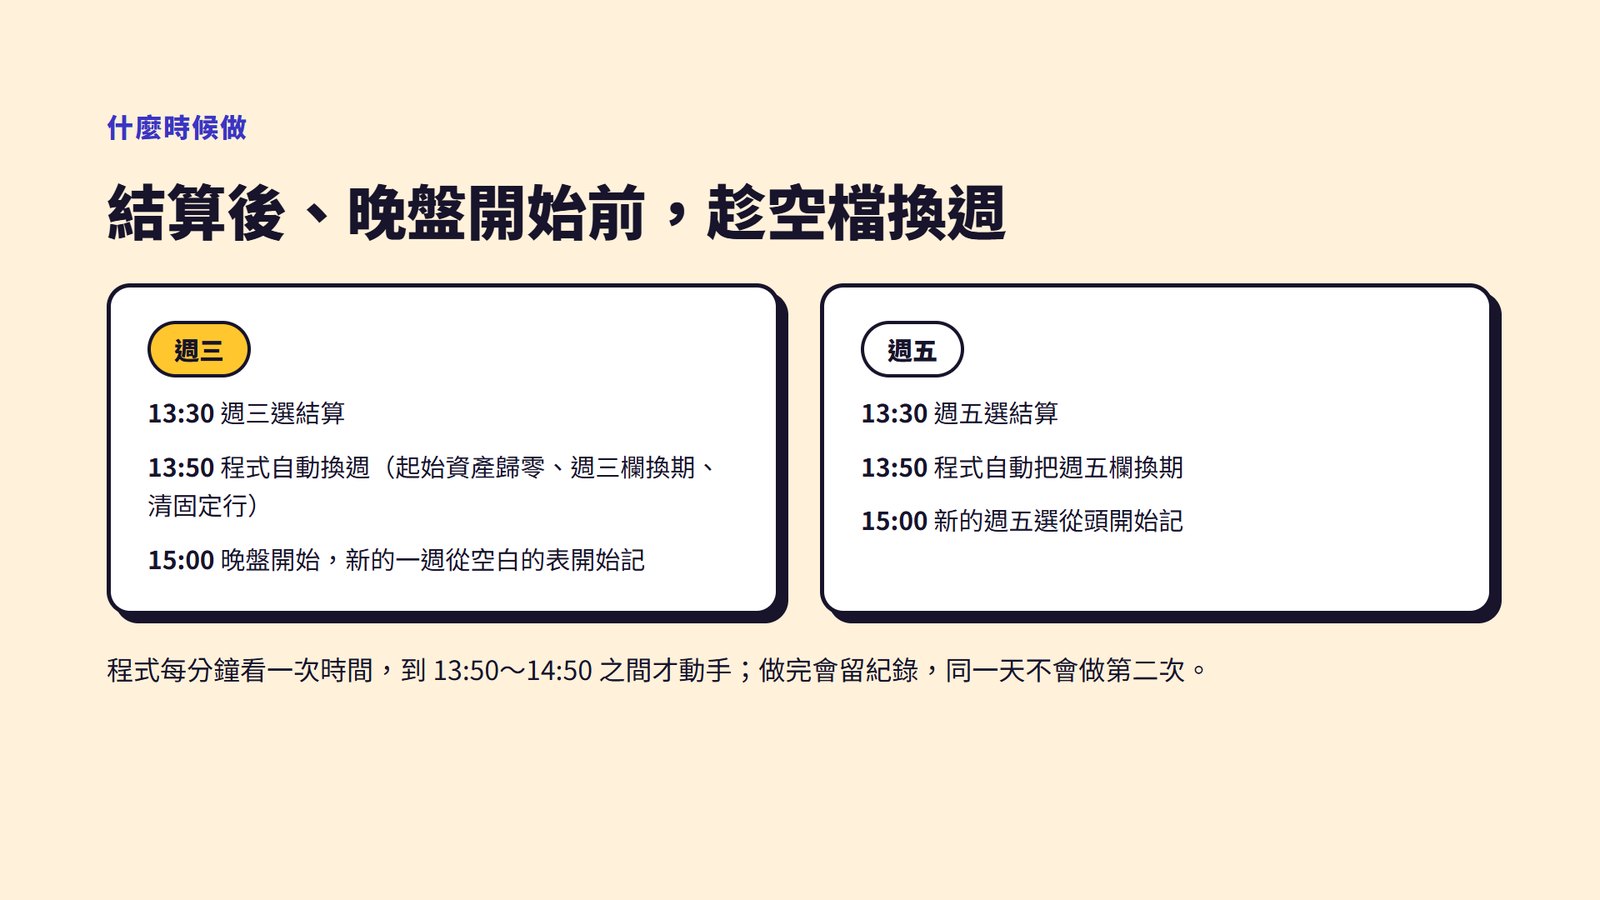 什麼時候做
結算後、晚盤開始前，趁空檔換週
週三
13:30 週三選結算
13:50 程式自動換週（起始資產歸零、週三欄換期、
清固定行）
15:00 晚盤開始，新的一週從空白的表開始記
週五
13:30 週五選結算
13:50 程式自動把週五欄換期
15:00 新的週五選從頭開始記
程式每分鐘看一次時間，到 13:50～14:50 之間才動手；做完會留紀錄，同一天不會做第二次。